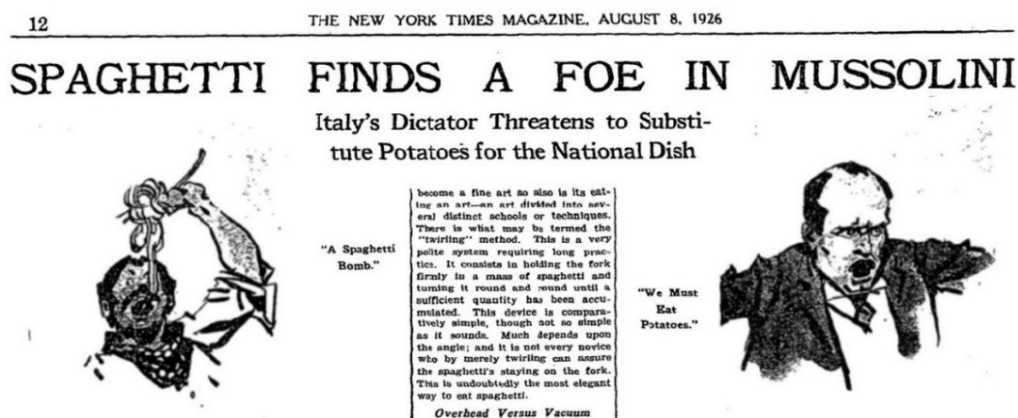 12
THE NEW YORK TIMES MAGAZINE, AUGUST 8, 1926
SPAGHETTI FINDS A FOE IN MUSSOLINI
Italy's Dictator Threatens to Substi-
tute Potatoes for the National Dish
"A Spaghetti
Bomb."
become a fine art so also is its eat-
ing an art—an art divided into sev-
eral distinct schools or techniques.
There is what may be termed the
"twirling" method. This is a very
polite system requiring long prac-
tice. It consists in holding the fork
firmly in a mass of spaghetti and
turning it round and round until a
sufficient quantity has been accu-
mulated. This device is compara-
tively simple, though not so simple
as it sounds. Much depends upon
the angle; and it is not every novice
who by merely twirling can assure
the spaghetti's staying on the fork.
This is undoubtedly the most elegant
way to eat spaghetti.
Overhead Versus Vacuum
"We Must
Eat
Potatoes."